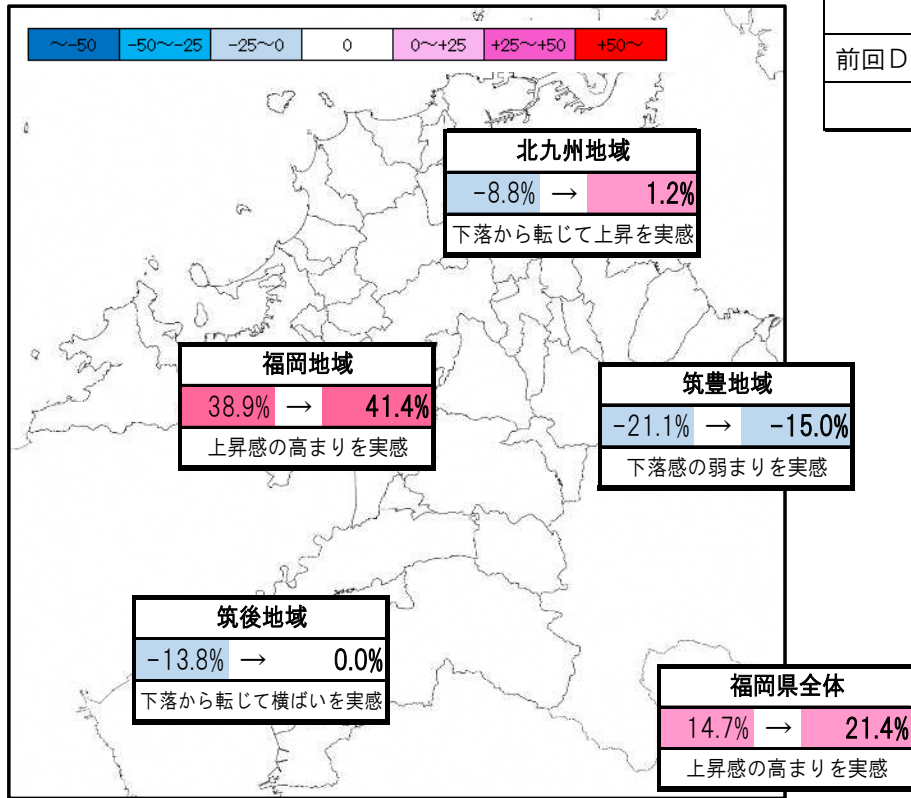 ～-50 -50～-25 -25～0 0 0～+25 +25～+50 +50～
前回Ｄ
北九州地域
-8.8% → 1.2%
下落から転じて上昇を実感
福岡地域
38.9% → 41.4%
上昇感の高まりを実感
筑豊地域
-21.1% → -15.0%
下落感の弱まりを実感
筑後地域
-13.8% → 0.0%
下落から転じて横ばいを実感
福岡県全体
14.7% → 21.4%
上昇感の高まりを実感